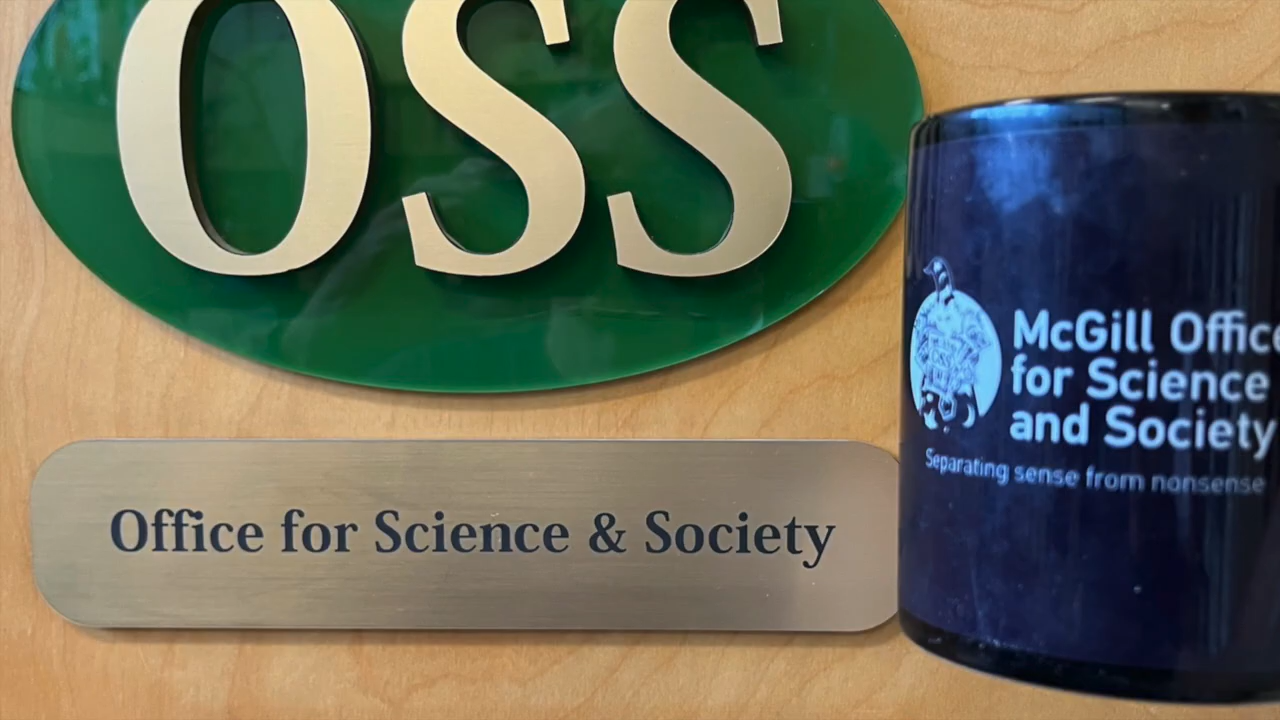 OSS
Office for Science & Society
McGill Office
for Science
and Society
Separating sense from nonsense